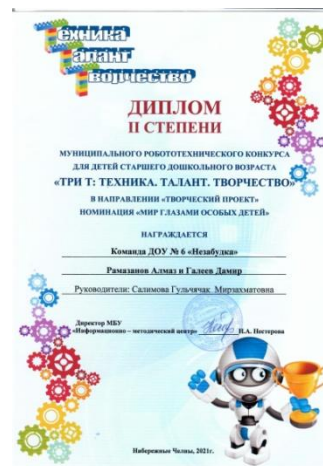 Техника
Талант
Творчество
ДИПЛОМ
II СТЕПЕНИ
МУНИЦИПАЛЬНОГО РОБОТОТЕХНИЧЕСКОГО КОНКУРСА
ДЛЯ ДЕТЕЙ СТАРШЕГО ДОШКОЛЬНОГО ВОЗРАСТА
«ТРИ Т: ТЕХНИКА. ТАЛАНТ. ТВОРЧЕСТВО»
В НАПРАВЛЕНИИ «ТВОРЧЕСКИЙ ПРОЕКТ»
НОМИНАЦИЯ «МИР ГЛАЗАМИ ОСОБЫХ ДЕТЕЙ»
НАГРАЖДАЕТСЯ
Команда ДОУ № 6 «Незабудка»
Рамазанов Алмаз и Галеев Дамир
Руководители: Салимова Гульчачак Мирзахматовна
Директор МБУ
«Информационно – методический центр» Н.А. Нестерова
Набережные Челны, 2021г.